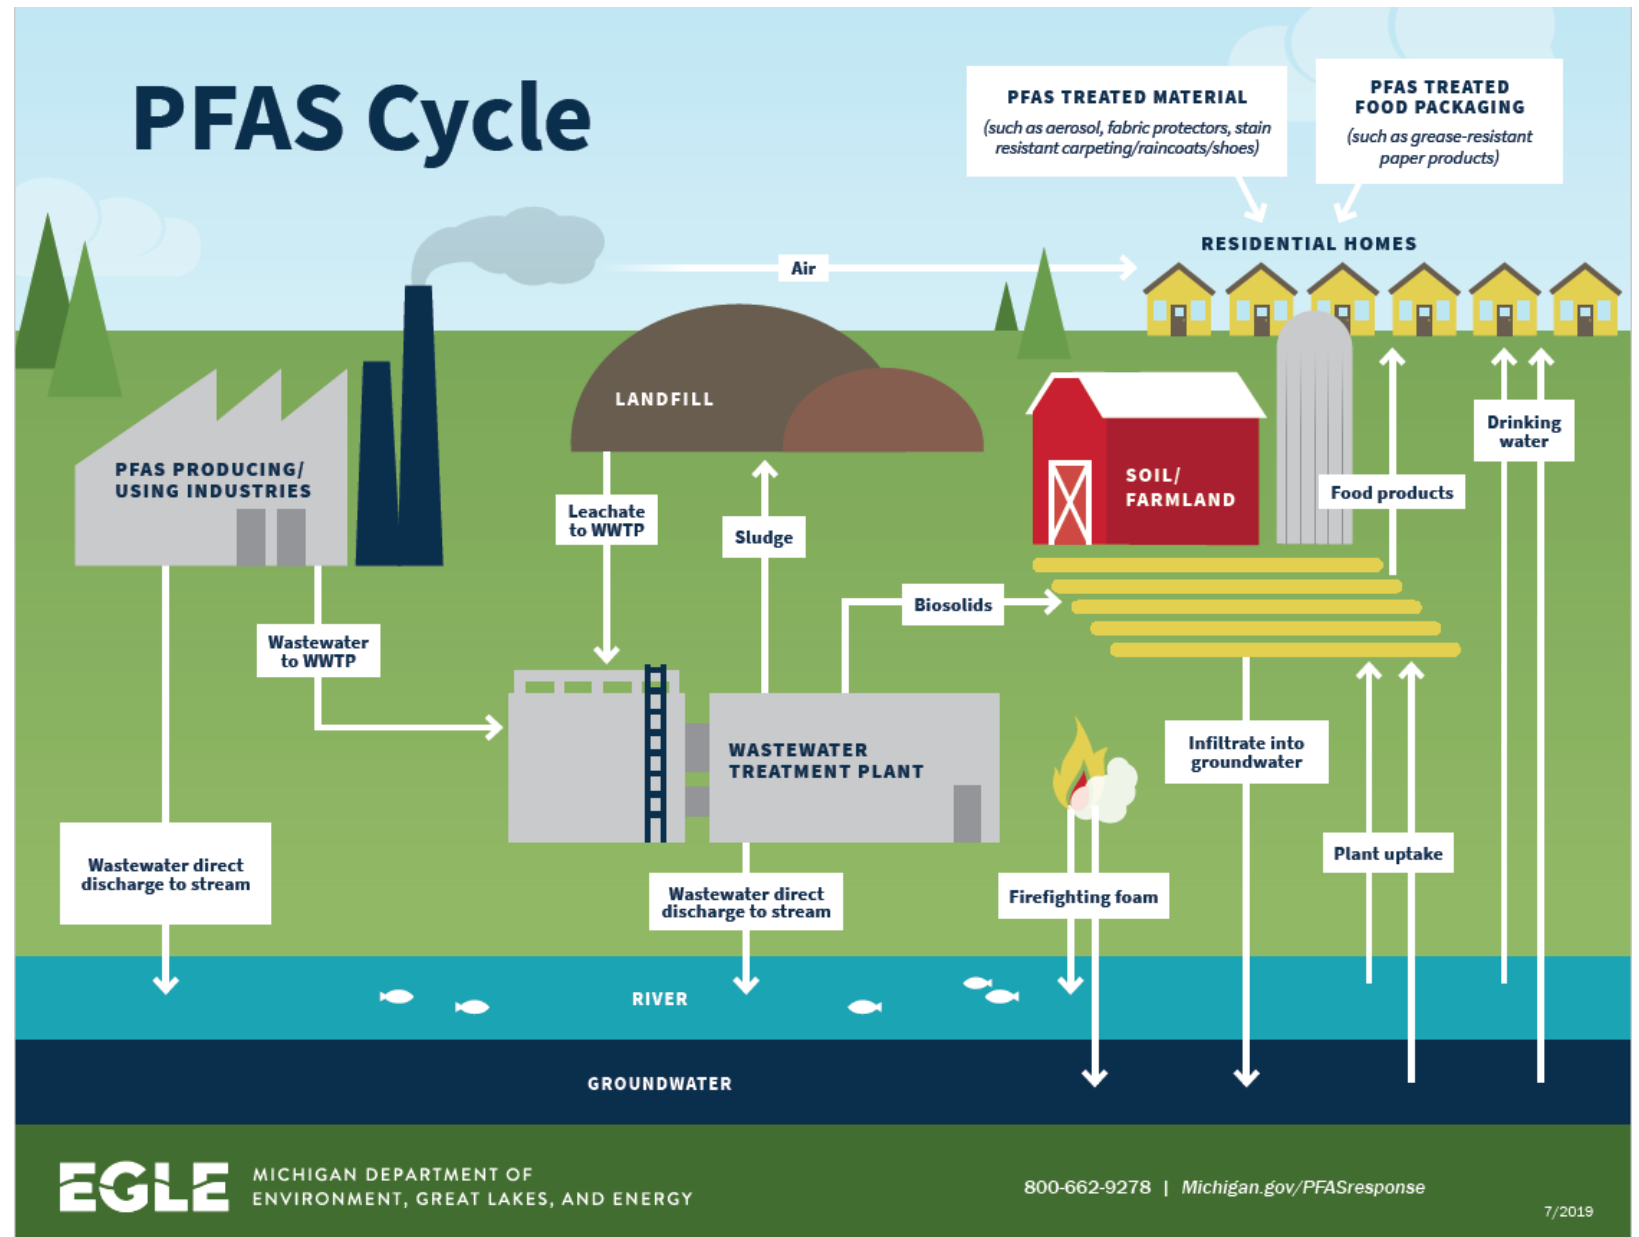 PFAS Cycle
PFAS TREATED MATERIAL
(such as aerosol, fabric protectors, stain
resistant carpeting/raincoats/shoes)
PFAS TREATED
FOOD PACKAGING
(such as grease-resistant
paper products)
RESIDENTIAL HOMES
Air
LANDFILL
PFAS PRODUCING/
USING INDUSTRIES
Leachate
to WWTP
Sludge
SOIL/
FARMLAND
Food products
Drinking
water
Biosolids
Wastewater
to WWTP
WASTEWATER
TREATMENT PLANT
Infiltrate into
groundwater
Plant uptake
Wastewater direct
discharge to stream
Wastewater direct
discharge to stream
Firefighting foam
RIVER
GROUNDWATER
EGLE
MICHIGAN DEPARTMENT OF
ENVIRONMENT, GREAT LAKES, AND ENERGY
800-662-9278 | Michigan.gov/PFASresponse
7/2019